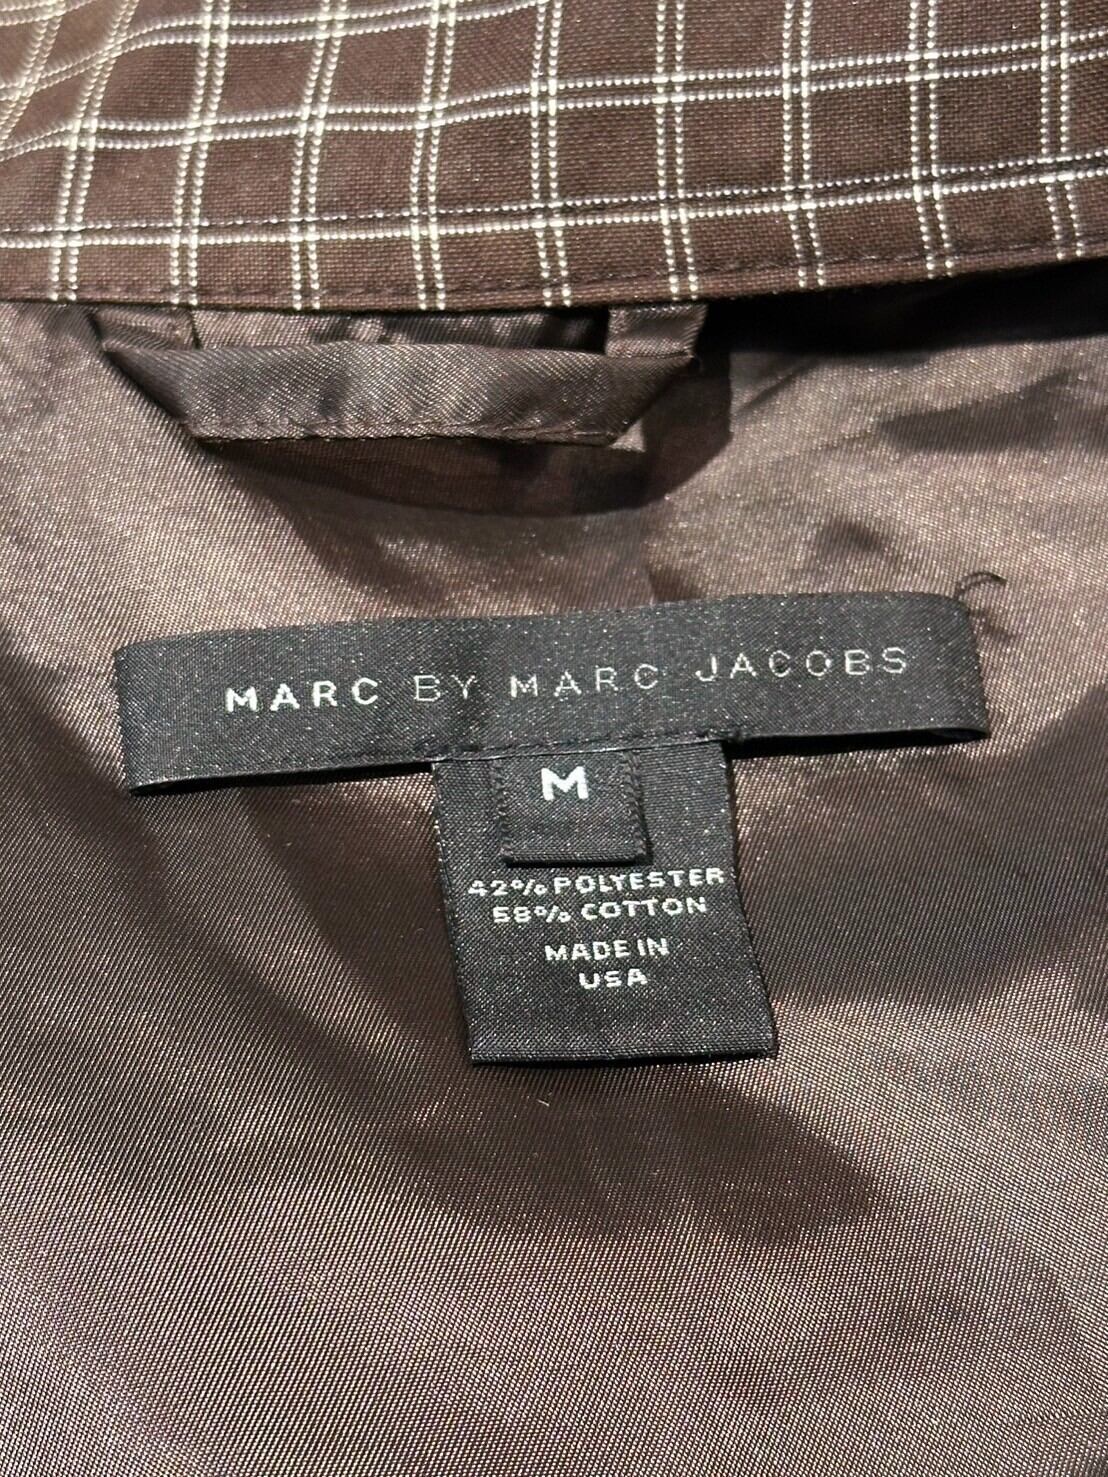 MARC BY MARC JACOBS
M
42% POLYESTER
58% COTTON
MADE IN
USA